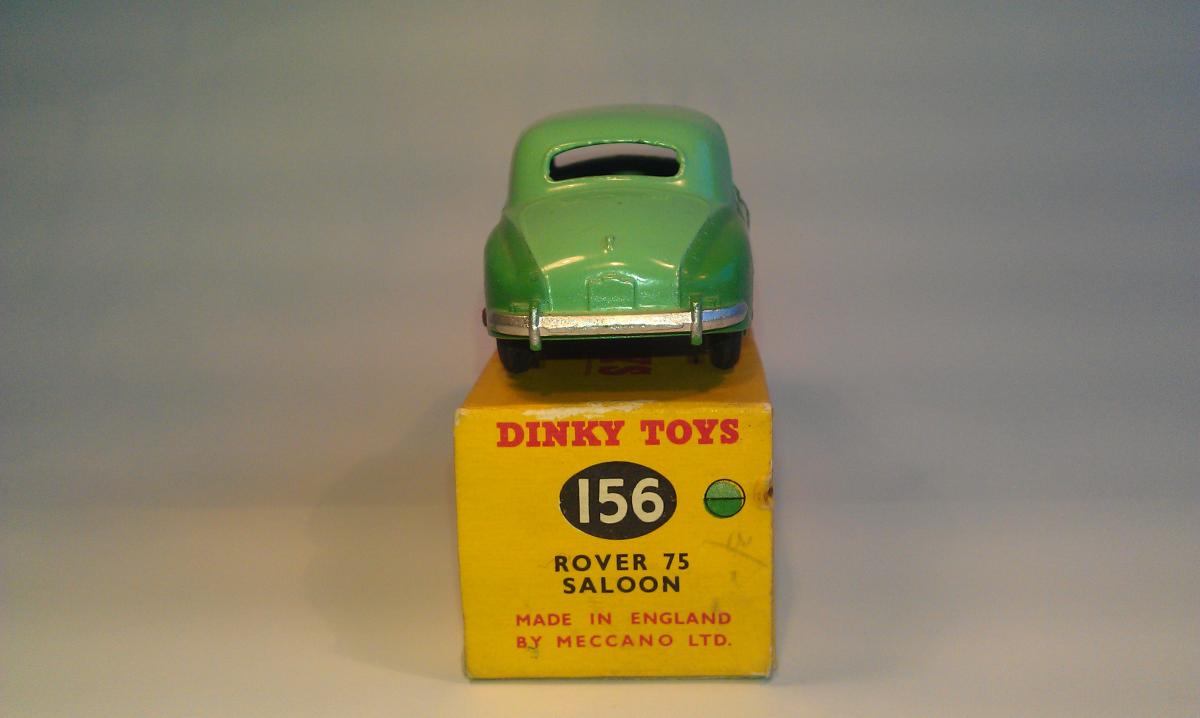 DINKY TOYS
156
ROVER 75
SALOON
MADE IN ENGLAND
BY MECCANO LTD.